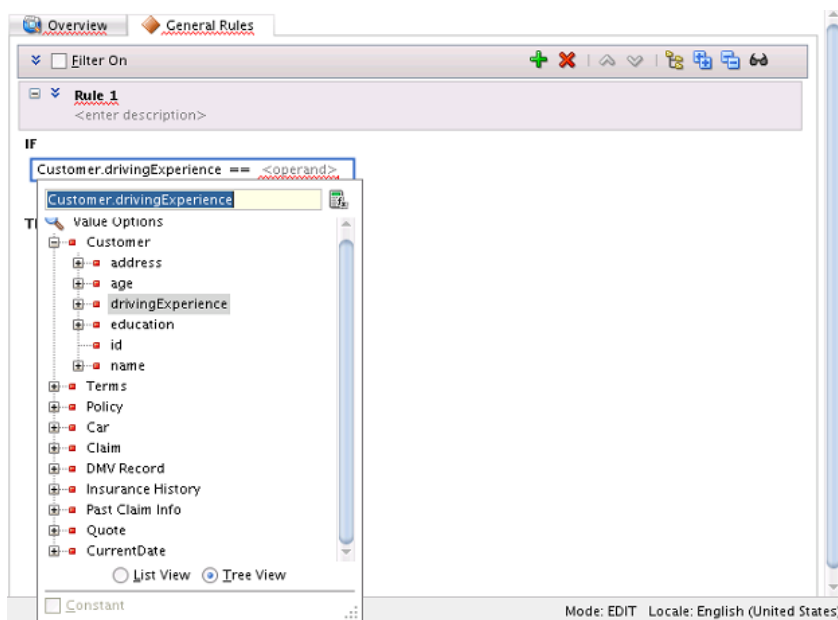 Overview General Rules
Filter On
Rule 1
<enter description>
IF
Customer.drivingExperience == <operand>
Customer.drivingExperience
Value Options
Customer
address
age
drivingExperience
education
id
name
Terms
Policy
Car
Claim
DMV Record
Insurance History
Past Claim Info
Quote
CurrentDate
List View Tree View
Constant
Mode: EDIT Locale: English (United States)